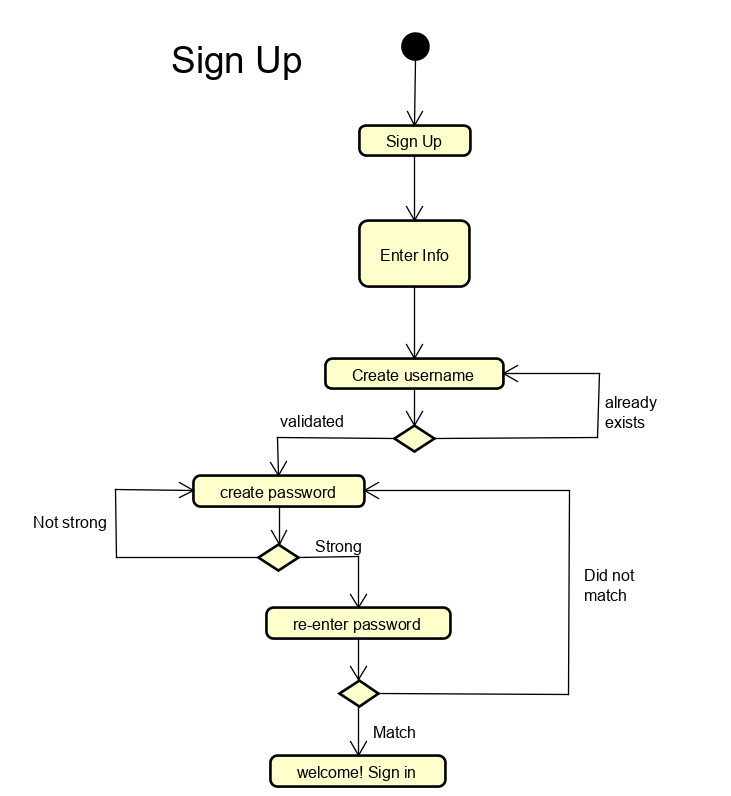 Sign Up
Sign Up
Enter Info
Create username
already
exists
validated
create password
Not strong
Strong
Did not
match
re-enter password
Match
welcome! Sign in